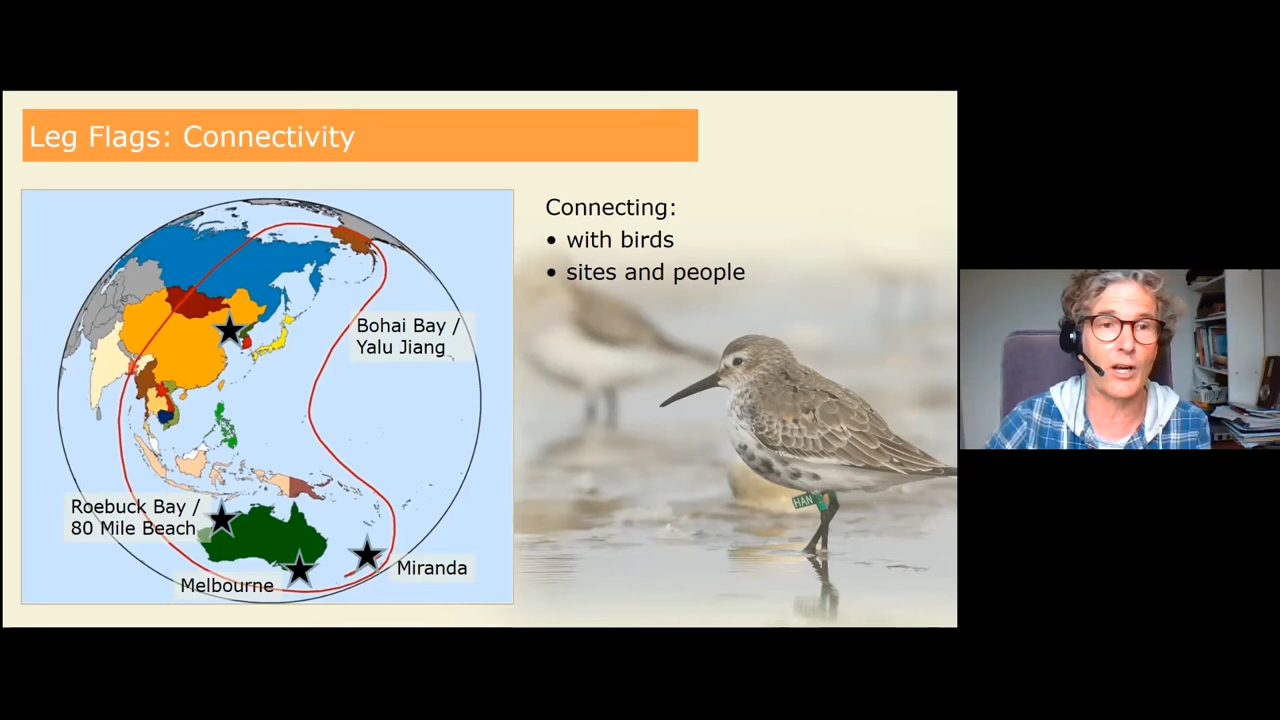 Leg Flags: Connectivity
Connecting:
• with birds
• sites and people
Bohai Bay /
Yalu Jiang
Roebuck Bay /
80 Mile Beach
Miranda
Melbourne
HAN